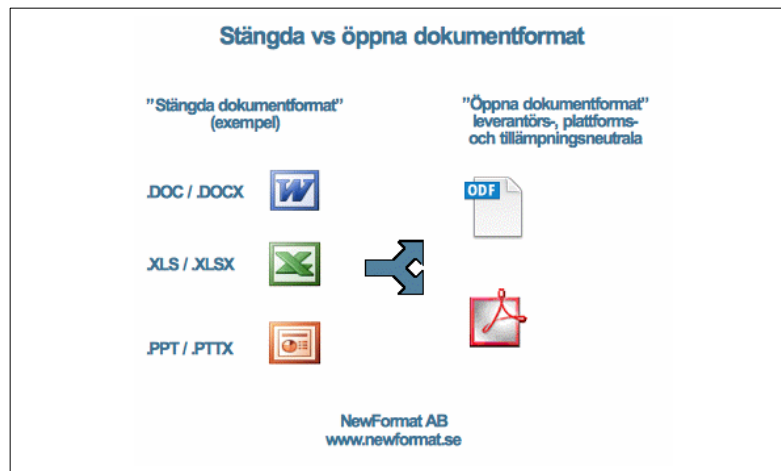 Stängda vs öppna dokumentformat
”Stängda dokumentformat”
(exempel)
.DOC / .DOCX
W
.XLS / .XLSX
X
.PPT / .PTTX
”Öppna dokumentformat”
leverantörs-, plattforms-
och tillämpningsneutrala
ODF
NewFormat AB
www.newformat.se